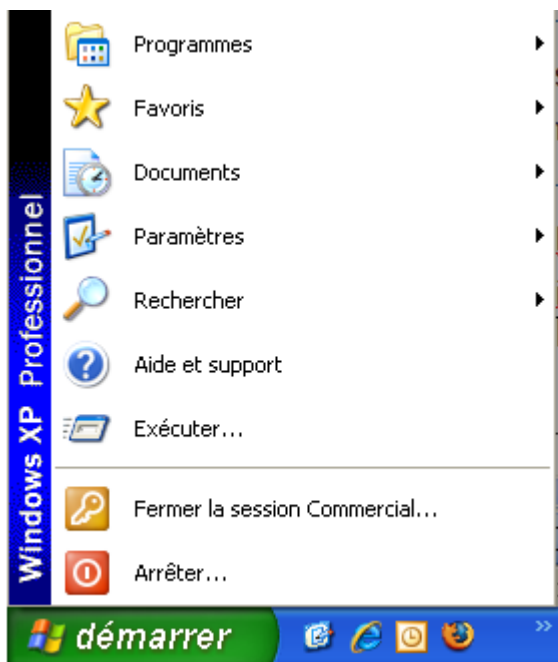 Programmes
Favoris
Documents
Paramètres
Rechercher
Aide et support
Exécuter...
Fermer la session Commercial...
Arrêter...
Windows XP Professionnel
démarrer